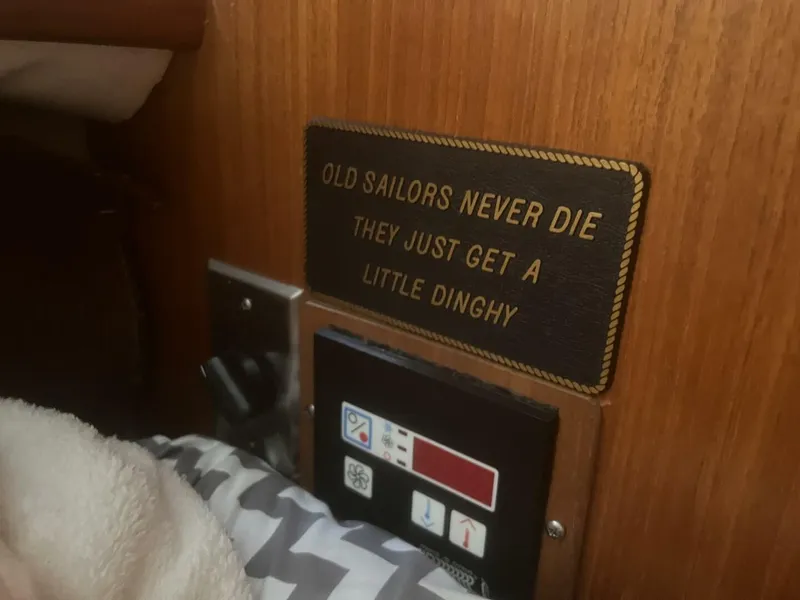 OLD SAILORS NEVER DIE
THEY JUST GET A
LITTLE DINGHY